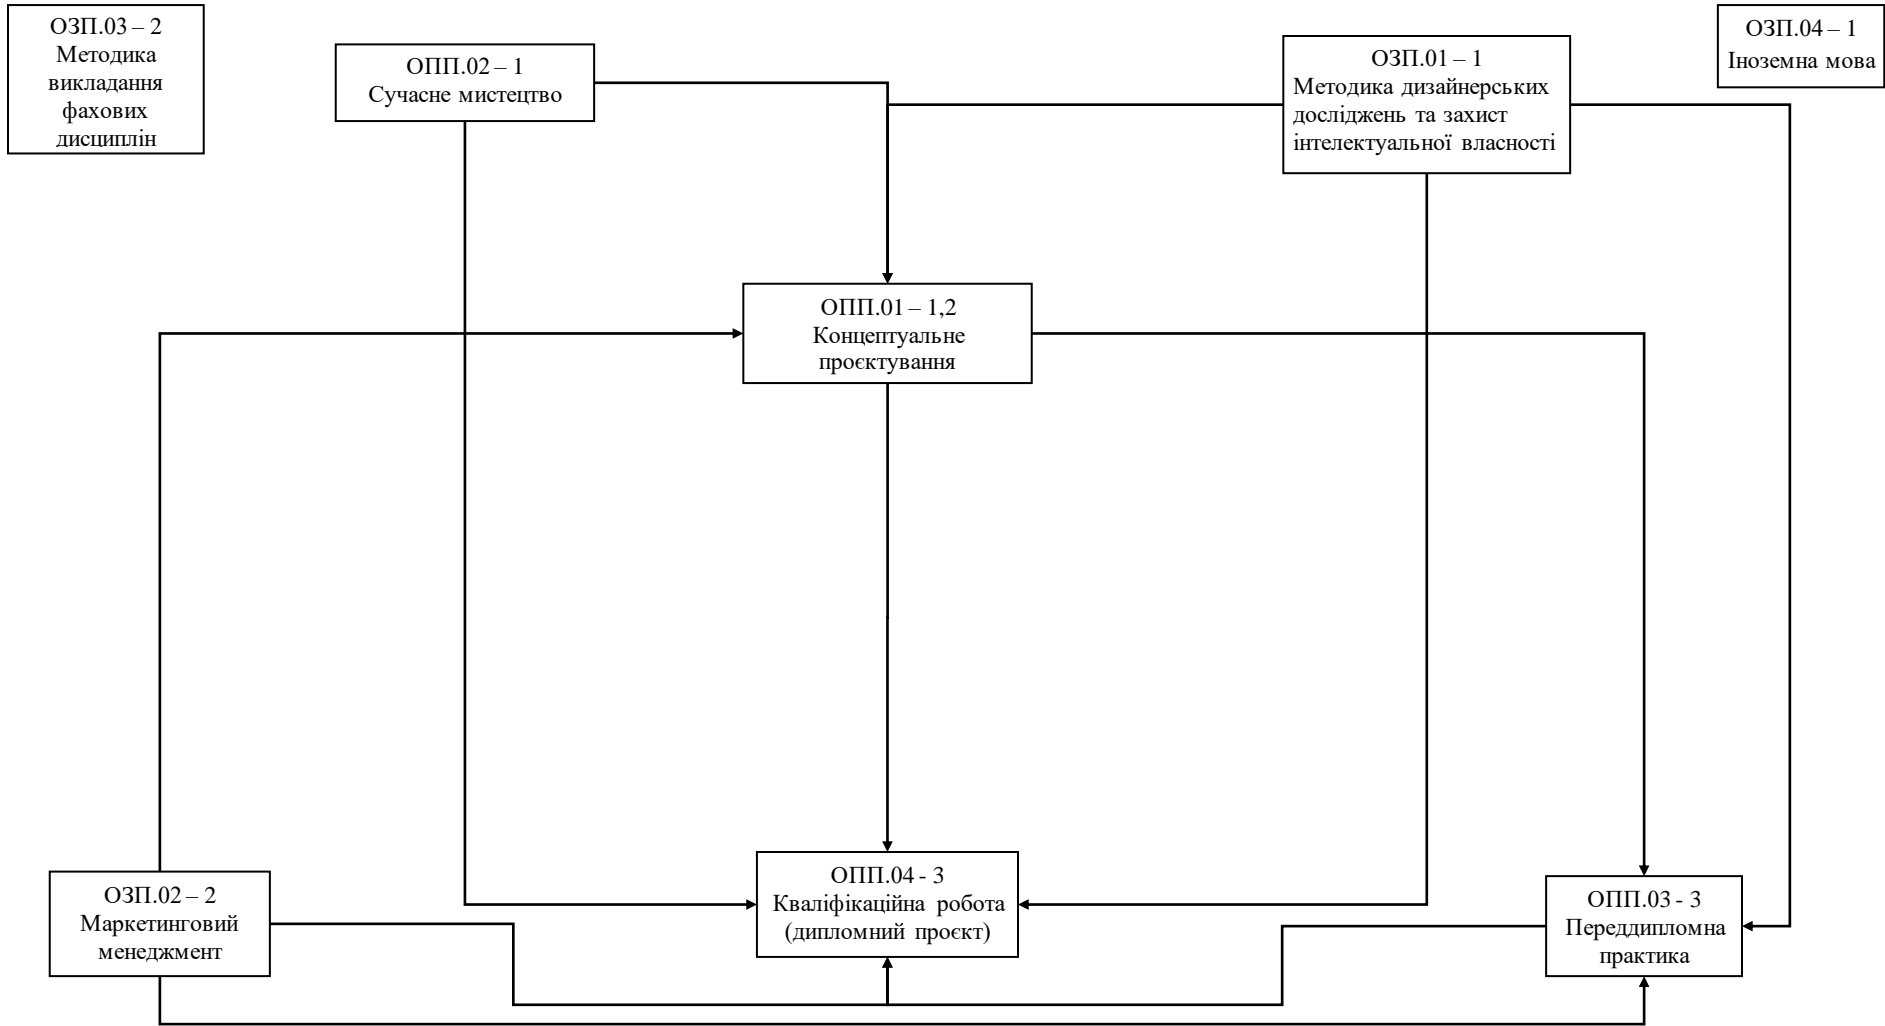 ОЗП.03 – 2
Методика
викладання
фахових
дисциплін
ОПП.02 – 1
Сучасне мистецтво
ОЗП.01 – 1
Методика дизайнерських
досліджень та захист
інтелектуальної власності
ОЗП.04 – 1
Іноземна мова
ОПП.01 – 1,2
Концептуальне
проєктування
ОЗП.02 – 2
Маркетинговий
менеджмент
ОПП.04 - 3
Кваліфікаційна робота
(дипломний проєкт)
ОПП.03 - 3
Переддипломна
практика